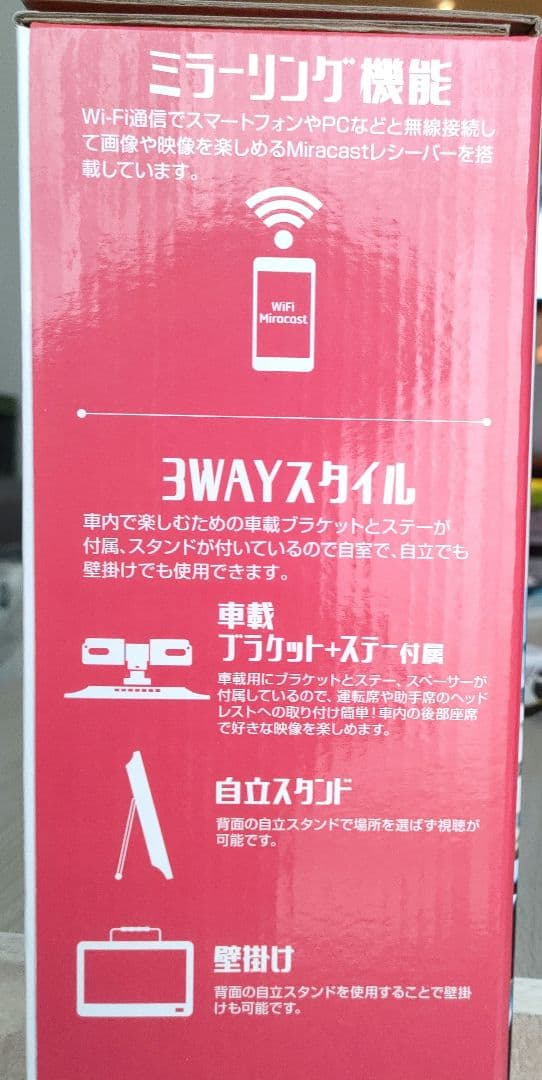 ミラーリング機能
Wi-Fi通信でスマートフォンやPCなどと無線接続し
て画像や映像を楽しめるMiracastレシーバーを搭
載しています。
WiFi
Miracast
3WAYスタイル
車内で楽しむための車載ブラケットとステーが
付属、スタンドが付いているので自室で、自立でも
壁掛けでも使用できます。
車載
ブラケット+ステー付属
車載用にブラケットとステー、スペーサーが
付属しているので、運転席や助手席のヘッド
レストへの取り付け簡単!車内の後部座席
で好きな映像を楽しめます。
自立スタンド
背面の自立スタンドで場所を選ばず視聴が
可能です。
壁掛け
背面の自立スタンドを使用することで壁掛
けも可能です。